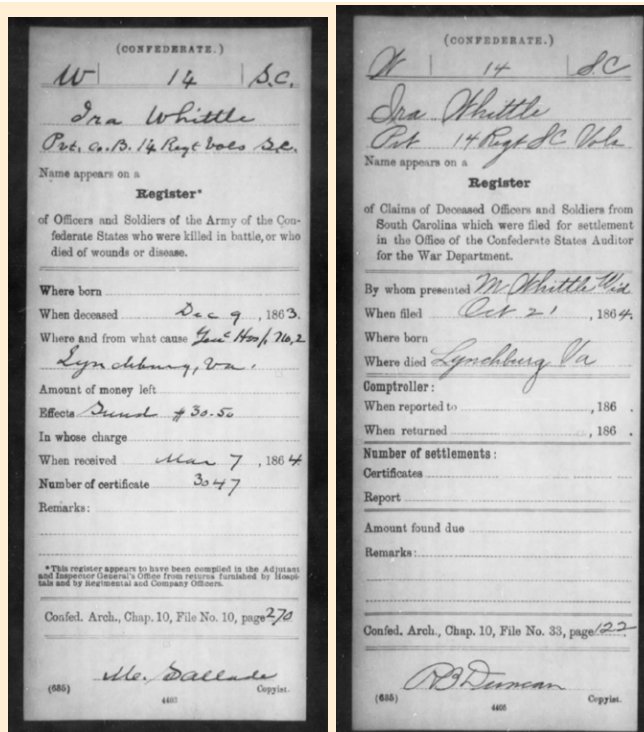 (CONFEDERATE.)
W | 14 | S.C.
Ira Whittle
Pvt. Co. B. 14 Regt Vols S.C.
Name appears on a
Register*
of Officers and Soldiers of the Army of the Con-
federate States who were killed in battle, or who
died of wounds or disease.
Where born
When deceased Dec 9, 1863.
Where and from what cause Gen Hosp. No, 2
Lynchburg, Va.
Amount of money left
Effects Sund $30.50
In whose charge
When received Mar 7, 1864.
Number of certificate 3047
Remarks:
*This register appears to have been compiled in the Adjutant
and Inspector General's Office from returns furnished by Hospi-
tals and by Regimental and Company Officers.
Confed. Arch., Chap. 10, File No. 10, page 270
Sallade
(635) Copyist.
(CONFEDERATE.)
W | 14 | S.C
Ira Whittle
Pvt 14 Regt SC Vols
Name appears on a
Register
of Claims of Deceased Officers and Soldiers from
South Carolina which were filed for settlement
in the Office of the Confederate States Auditor
for the War Department.
By whom presented M Whittle Wid
When filed Oct 21, 1864.
Where born
Where died Lynchburg Va
Comptroller:
When reported to , 186 .
When returned , 186 .
Number of settlements:
Certificates
Report
Amount found due
Remarks:
Confed. Arch., Chap. 10, File No. 33, page 122
RB Duncan
(635) Copyist.